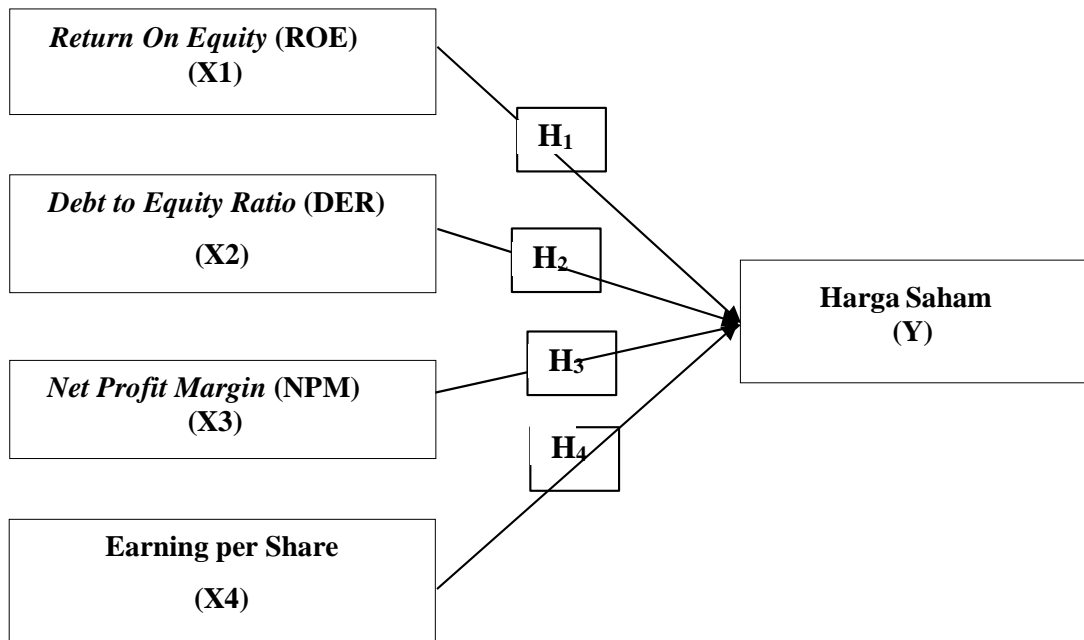 Return On Equity (ROE)
(X1)
H1
Debt to Equity Ratio (DER)
(X2)
H2
Harga Saham
(Y)
H3
Net Profit Margin (NPM)
(X3)
H4
Earning per Share
(X4)